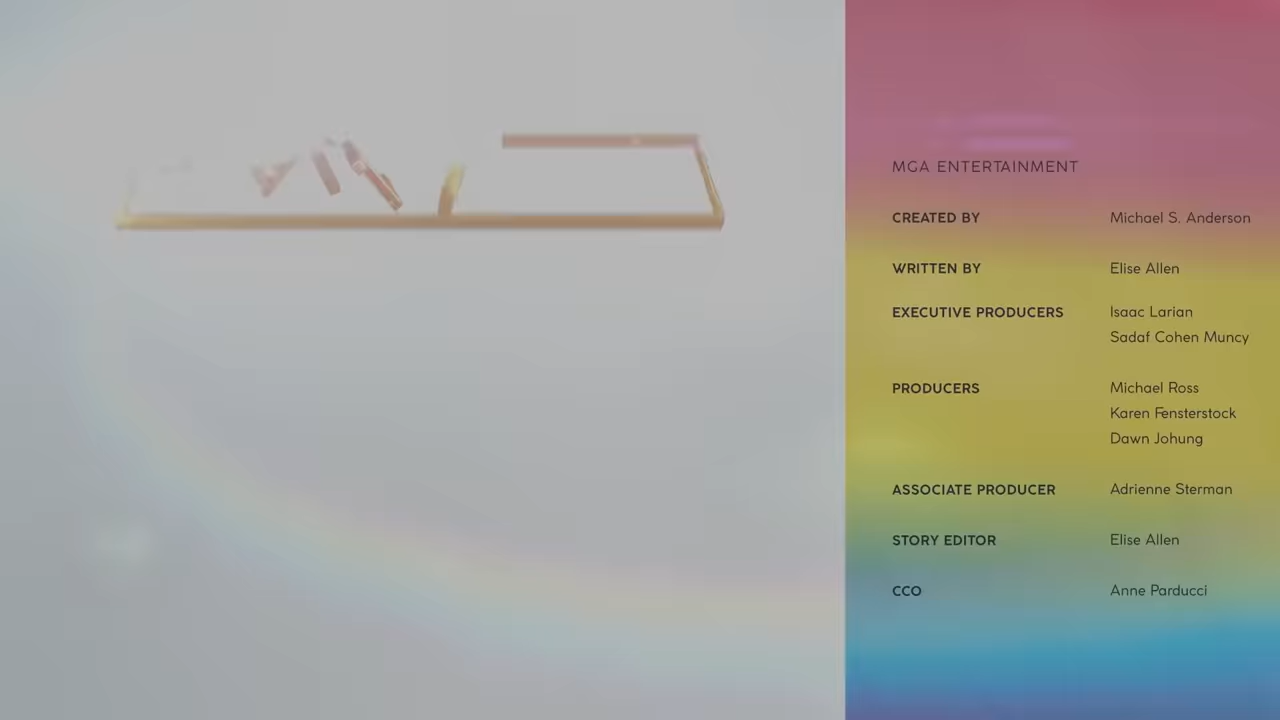 MGA ENTERTAINMENT
CREATED BY Michael S. Anderson
WRITTEN BY Elise Allen
EXECUTIVE PRODUCERS Isaac Larian
Sadaf Cohen Muncy
PRODUCERS Michael Ross
Karen Fensterstock
Dawn Johung
ASSOCIATE PRODUCER Adrienne Sterman
STORY EDITOR Elise Allen
CCO Anne Parducci